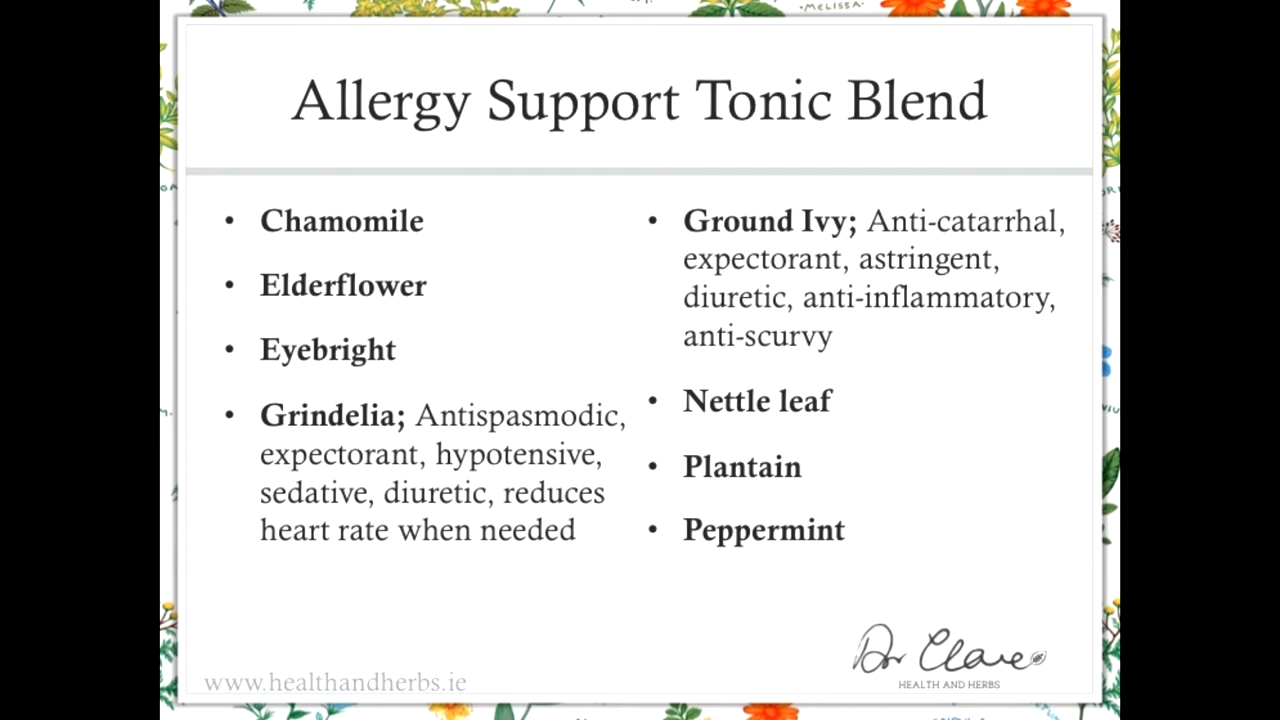 ·MELISSA·
Allergy Support Tonic Blend
• Chamomile
• Elderflower
• Eyebright
• Grindelia; Antispasmodic,
expectorant, hypotensive,
sedative, diuretic, reduces
heart rate when needed
• Ground Ivy; Anti-catarrhal,
expectorant, astringent,
diuretic, anti-inflammatory,
anti-scurvy
• Nettle leaf
• Plantain
• Peppermint
Dr Clare
HEALTH AND HERBS
www.healthandherbs.ie